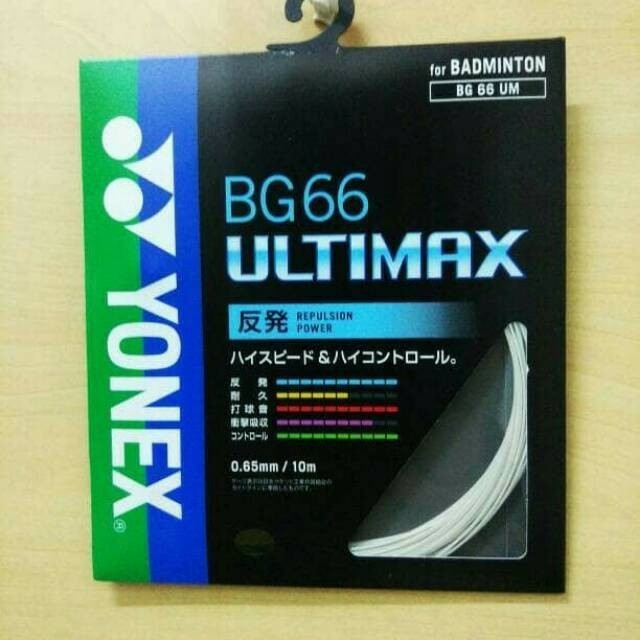 for BADMINTON
BG 66 UM
YONEX®
BG66
ULTIMAX
反発 REPULSION POWER
ハイスピード&ハイコントロール。
反発
耐久
打球音
衝撃吸収
コントロール
0.65mm/10m